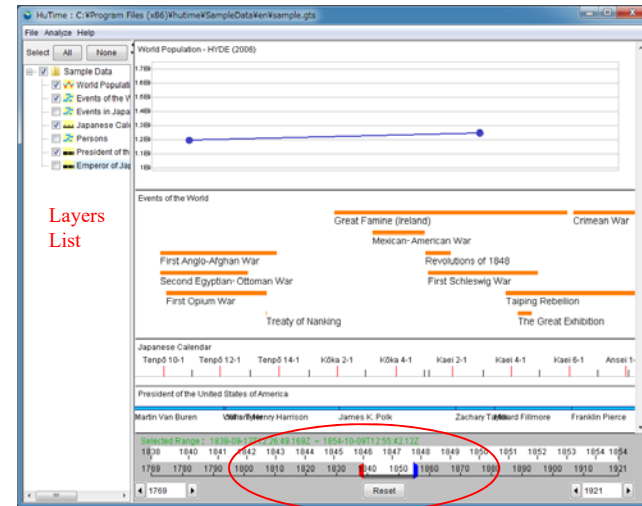 HuTime : C:¥Program Files (x86)¥hutime¥SampleData¥en¥sample.gts
File Analyze Help
Select All None
Sample Data
World Populati
Events of the W
Events in Japa
Japanese Cale
Persons
President of th
Emperor of Jap
Layers
List
World Population - HYDE (2006)
Events of the World
Great Famine (Ireland)
Crimean War
Mexican-American War
First Anglo-Afghan War
Revolutions of 1848
Second Egyptian-Ottoman War
First Schleswig War
First Opium War
Taiping Rebellion
Treaty of Nanking
The Great Exhibition
Japanese Calendar
Tenpō 10-1 Tenpō 12-1 Tenpō 14-1 Kōka 2-1 Kōka 4-1 Kaei 2-1 Kaei 4-1 Kaei 6-1 Ansei 1-
President of the United States of America
Martin Van Buren Henry Harrison James K. Polk Zachary Fillmore Franklin Pierce
Selected Range : 1838-09-17T12:26:49.169Z ~ 1854-10-09T12:55:42.12Z
1838 1840 1841 1842 1843 1844 1845 1846 1847 1848 1849 1850 1851 1852 1853 1854 1854
1769 1780 1790 1800 1810 1820 1830 1840 1850 1860 1870 1880 1890 1900 1910 1921
1769 Reset 1921